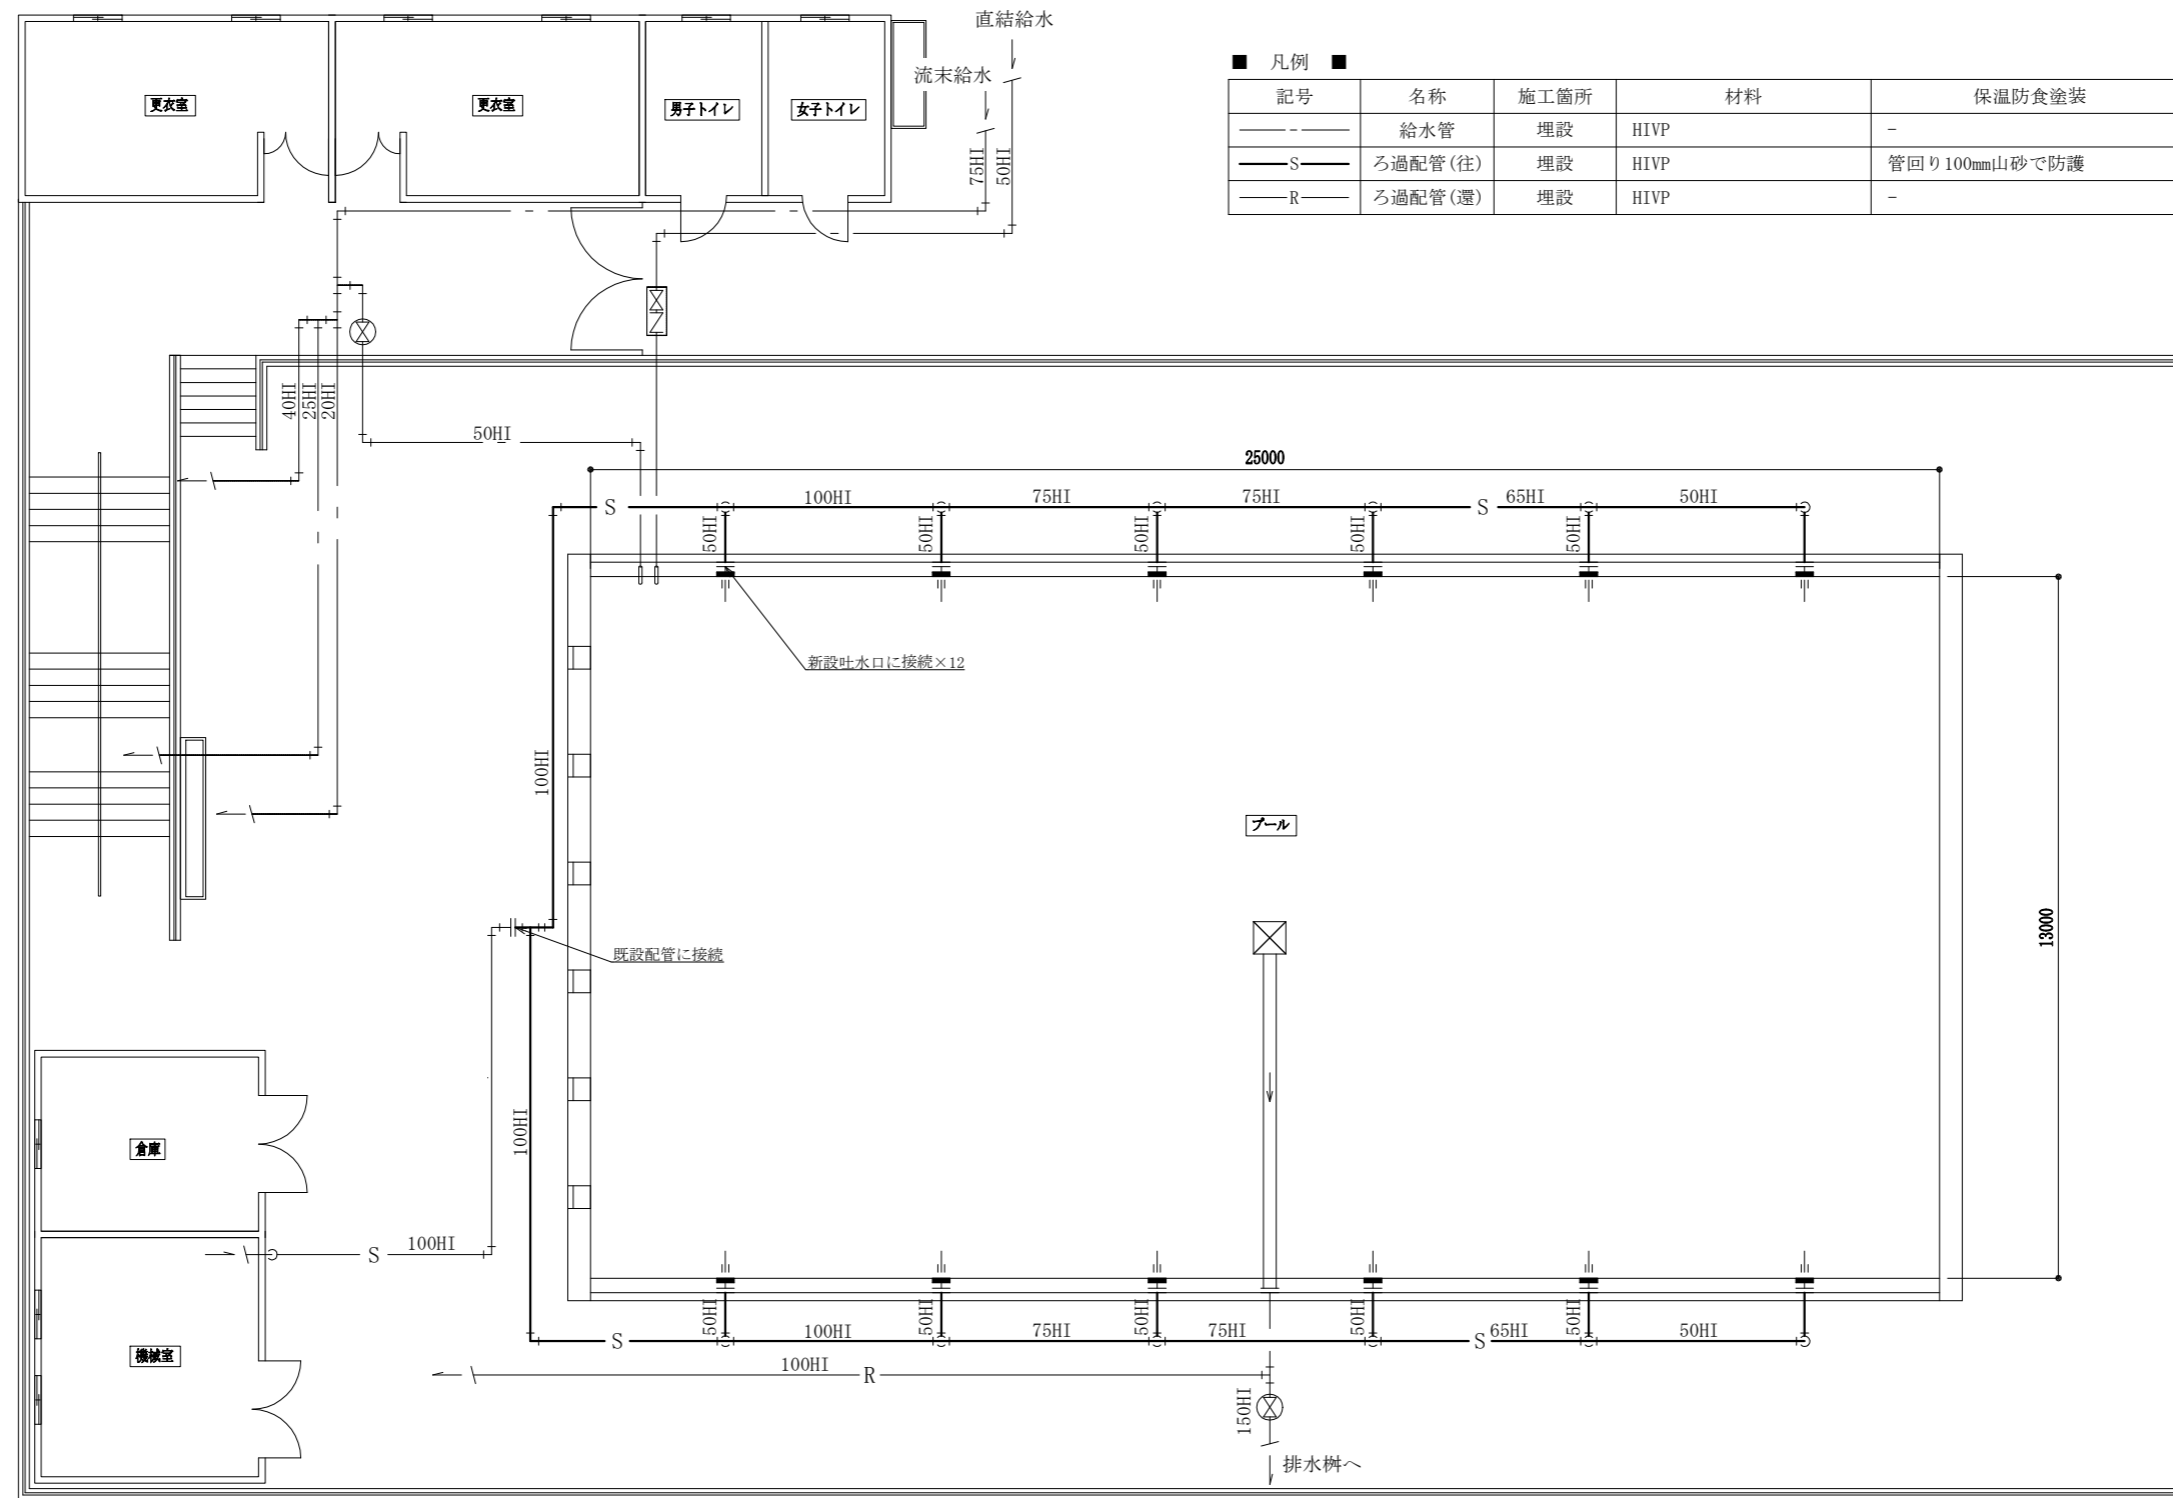 直結給水
流末給水
75HI
50HI
更衣室
更衣室
男子トイレ
女子トイレ
■ 凡例 ■
記号 名称 施工箇所 材料 保温防食塗装
給水管 埋設 HIVP -
S ろ過配管(往) 埋設 HIVP 管回り100mm山砂で防護
R ろ過配管(還) 埋設 HIVP -
40HI
25HI
20HI
50HI
25000
S 100HI 75HI 75HI S 65HI 50HI
50HI 50HI 50HI 50HI 50HI
新設吐水口に接続×12
100HI
プール
13000
既設配管に接続
100HI
倉庫
S 100HI
機械室
50HI 50HI 50HI 50HI 50HI
S 100HI 75HI 75HI S 65HI 50HI
100HI R
150HI
排水桝へ